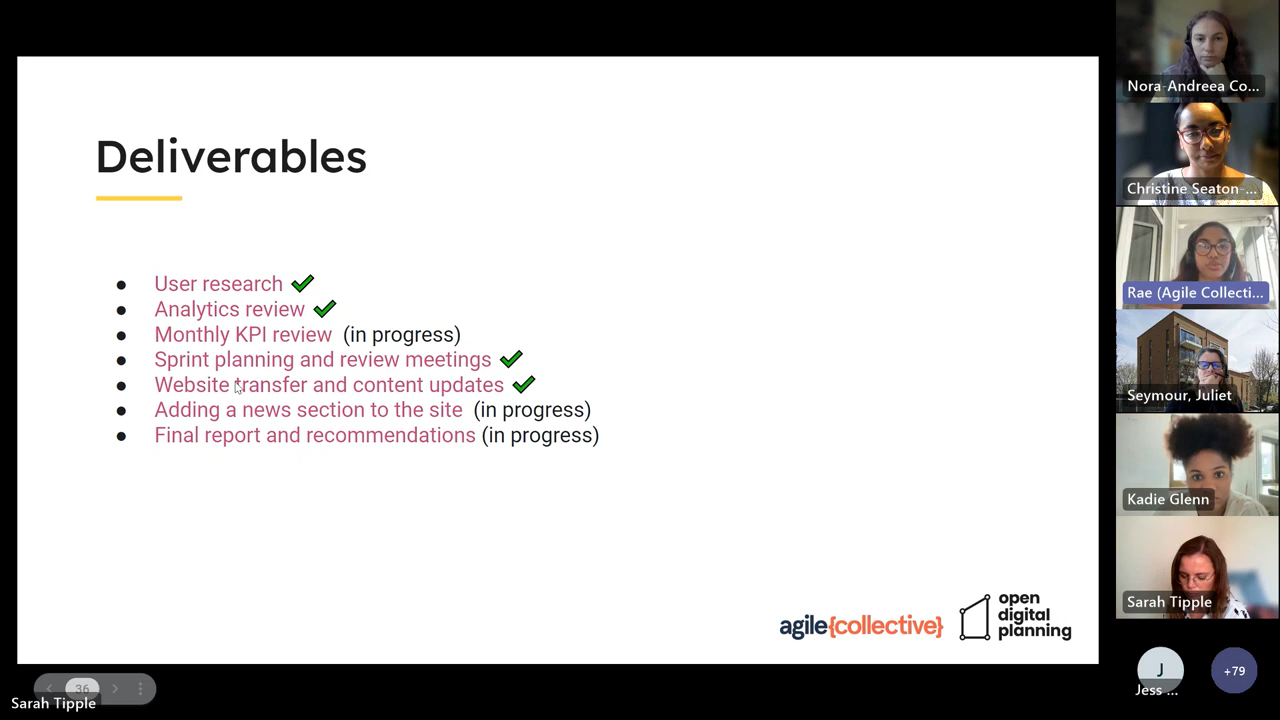 Deliverables
● User research
● Analytics review
● Monthly KPI review (in progress)
● Sprint planning and review meetings
● Website transfer and content updates
● Adding a news section to the site (in progress)
● Final report and recommendations (in progress)
agile{collective}
open
digital
planning
36
Sarah Tipple
Nora-Andreea Co...
Christine Seaton-...
Rae (Agile Collecti...
Seymour, Juliet
Kadie Glenn
Sarah Tipple
J
Jess ...
+79